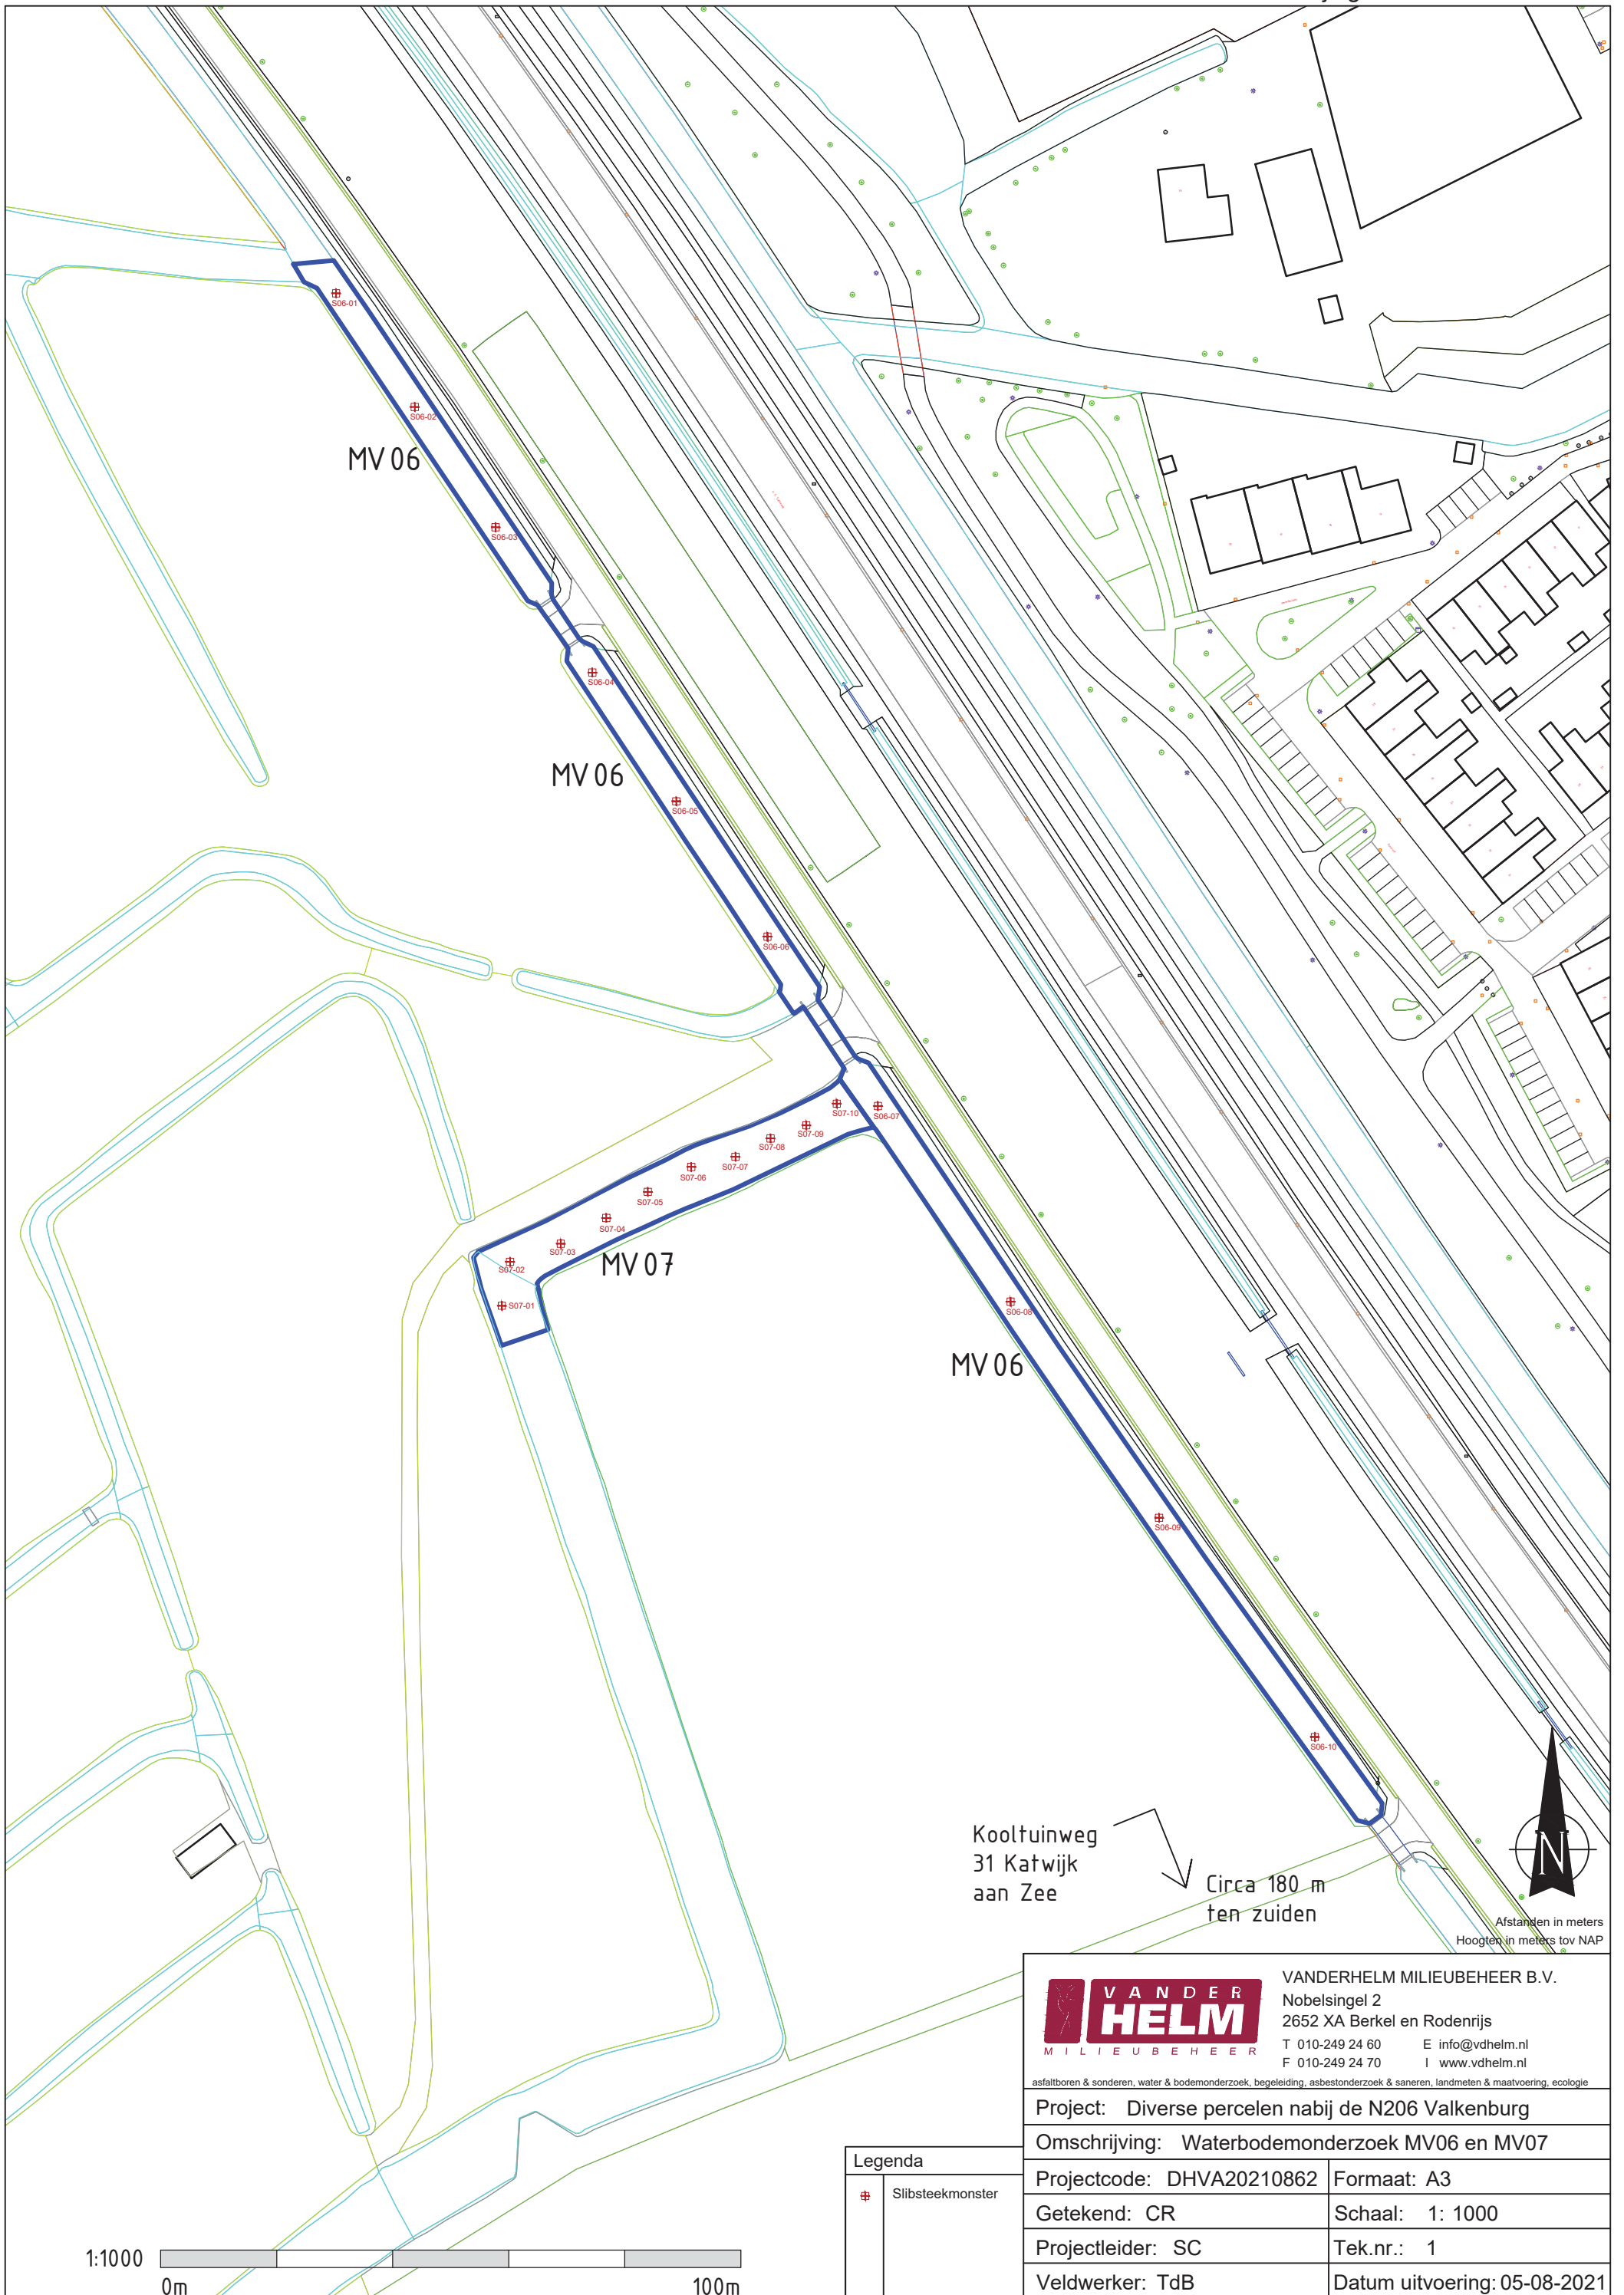 S06-01
S06-02
MV 06
S06-03
S06-04
MV 06
S06-05
S06-06
S07-10
S06-07
S07-09
S07-08
S07-07
S07-06
S07-05
S07-04
S07-03
MV 07
S07-02
S07-01
S06-08
MV 06
S06-09
S06-10
Kooltuinweg
31 Katwijk
aan Zee
Circa 180 m
ten zuiden
N
Afstanden in meters
Hoogten in meters tov NAP
VANDER
HELM
MILIEUBEHEER
VANDERHELM MILIEUBEHEER B.V.
Nobelsingel 2
2652 XA Berkel en Rodenrijs
T 010-249 24 60 E info@vdhelm.nl
F 010-249 24 70 I www.vdhelm.nl
asfaltboren & sonderen, water & bodemonderzoek, begeleiding, asbestonderzoek & saneren, landmeten & maatvoering, ecologie
Project: Diverse percelen nabij de N206 Valkenburg
Omschrijving: Waterbodemonderzoek MV06 en MV07
Projectcode: DHVA20210862 Formaat: A3
Getekend: CR Schaal: 1: 1000
Projectleider: SC Tek.nr.: 1
Veldwerker: TdB Datum uitvoering: 05-08-2021
Legenda
Slibsteekmonster
1:1000
0m 100m